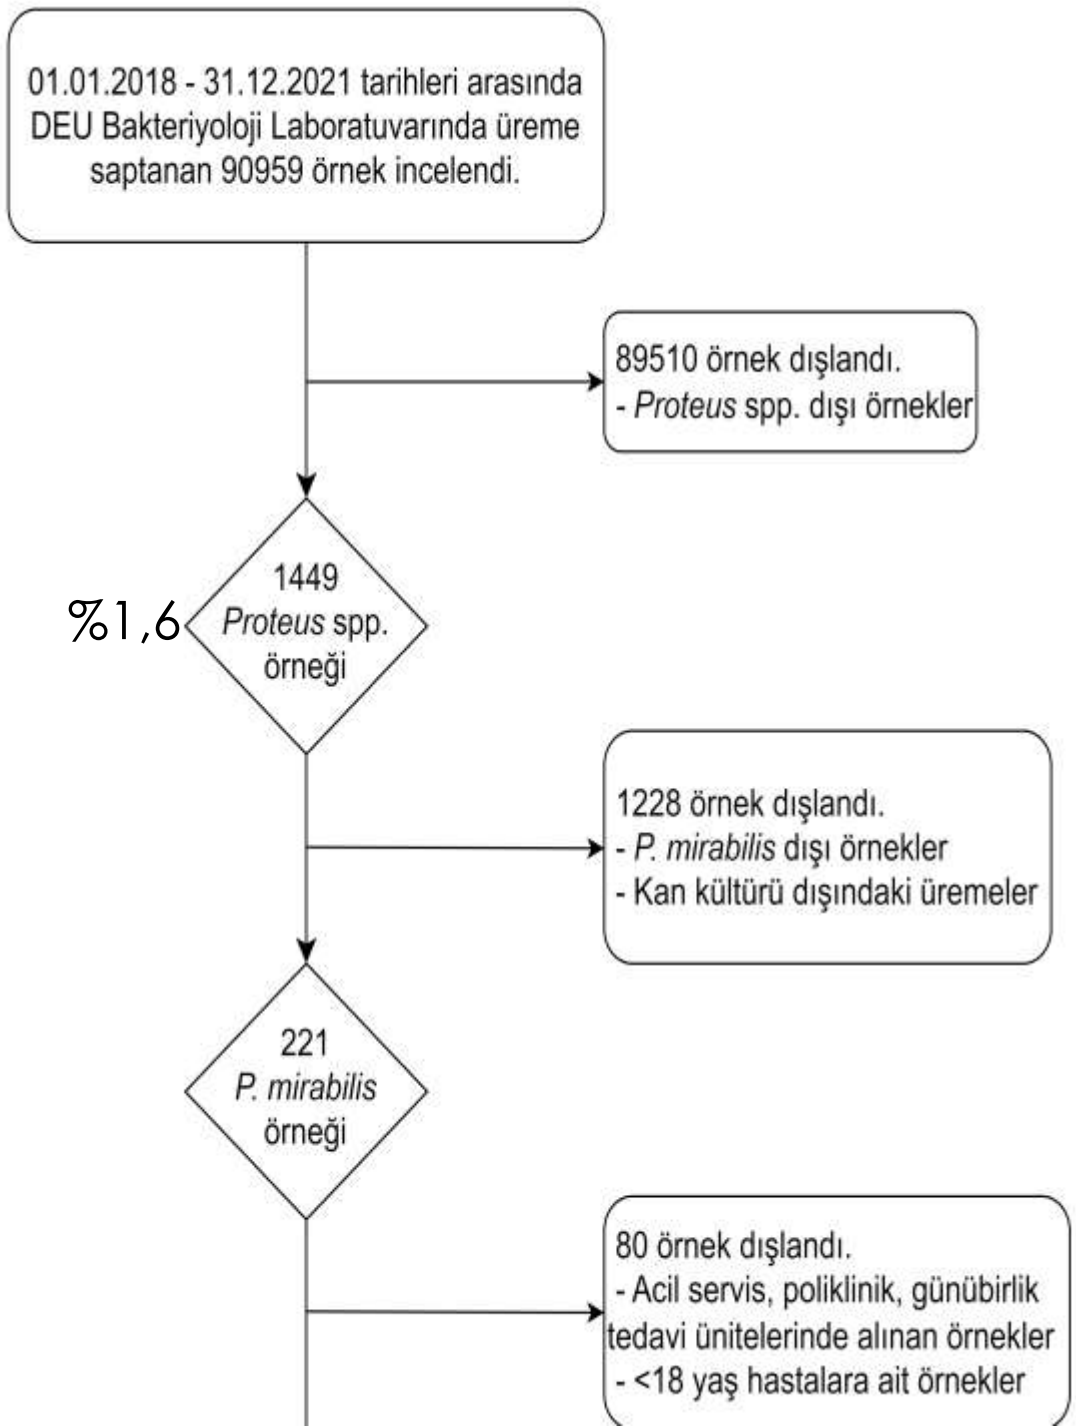 01.01.2018 - 31.12.2021 tarihleri arasında
DEU Bakteriyoloji Laboratuvarında üreme
saptanan 90959 örnek incelendi.
89510 örnek dışlandı.
- Proteus spp. dışı örnekler
%1,6
1449
Proteus spp.
örneği
1228 örnek dışlandı.
- P. mirabilis dışı örnekler
- Kan kültürü dışındaki üremeler
221
P. mirabilis
örneği
80 örnek dışlandı.
- Acil servis, poliklinik, günübirlik
tedavi ünitelerinde alınan örnekler
- <18 yaş hastalara ait örnekler